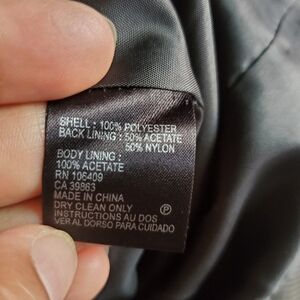 SHELL : 100% POLYESTER
BACK LINING : 50% ACETATE
50% NYLON
BODY LINING :
100% ACETATE
RN 106409
CA 39863
MADE IN CHINA
DRY CLEAN ONLY P
INSTRUCTIONS AU DOS
VER AL DORSO PARA CUIDADO